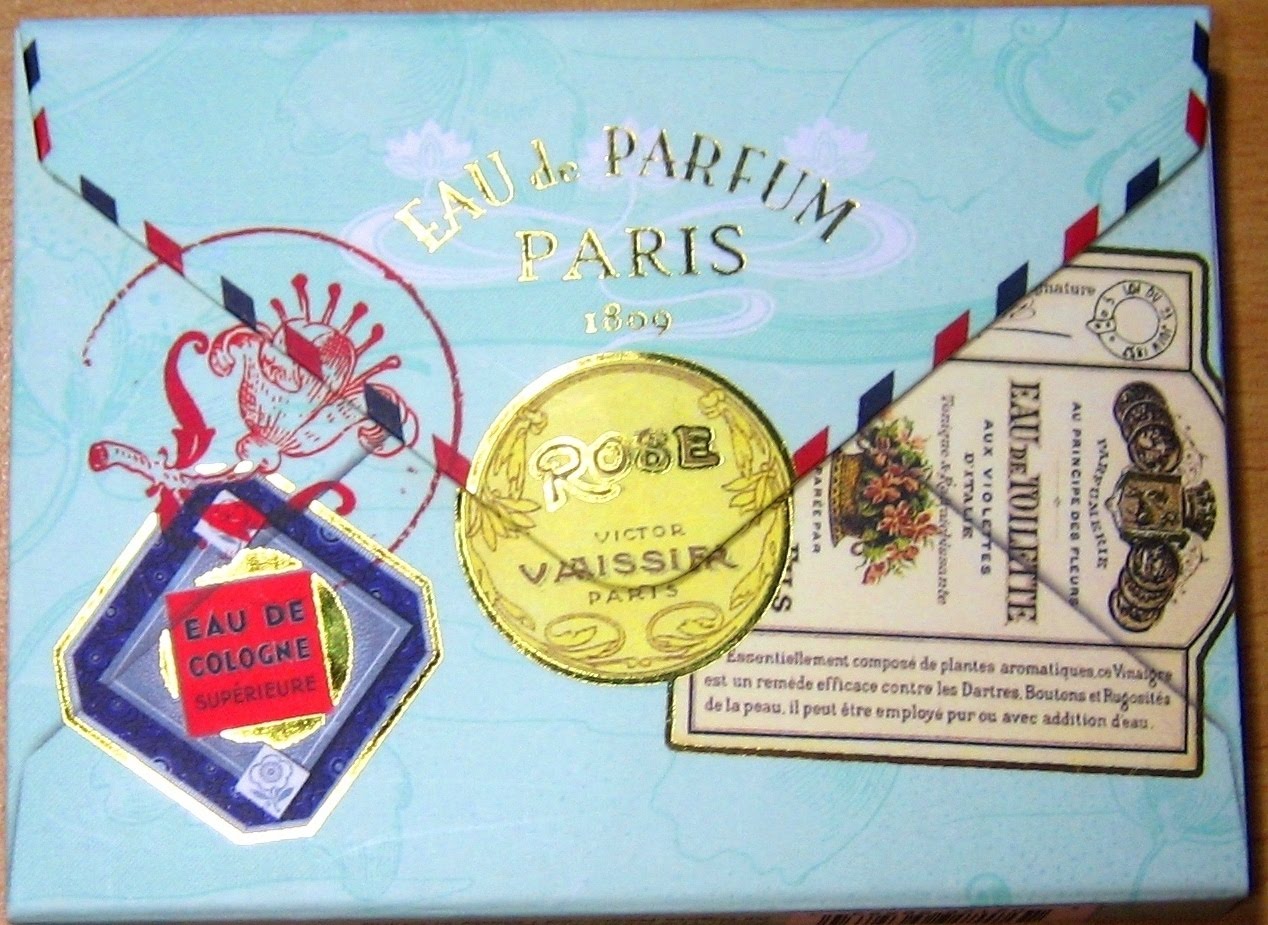 EAU de PARFUM
PARIS
1809
ROSE
VICTOR
VAISSIER
PARIS
EAU DE
COLOGNE
SUPÉRIEURE
PARFUMERIE
AU PRINCIPE DES FLEURS
EAU DE TOILETTE
AUX VIOLETTES
D'ITALIE
Essentiellement composé de plantes aromatiques, ce Vinaigre
est un remède efficace contre les Dartres, Boutons et Rugosités
de la peau, il peut être employé pur ou avec addition d'eau.